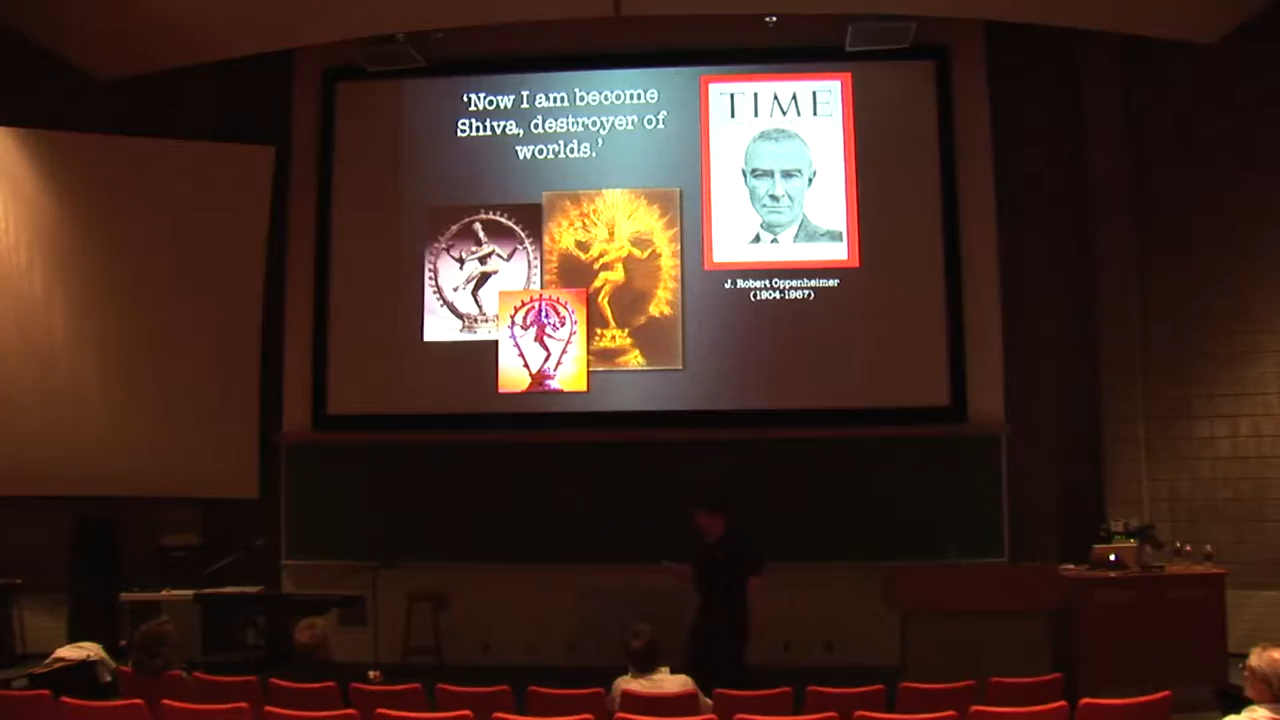 'Now I am become
Shiva, destroyer of
worlds.'
TIME
J. Robert Oppenheimer
(1904-1967)